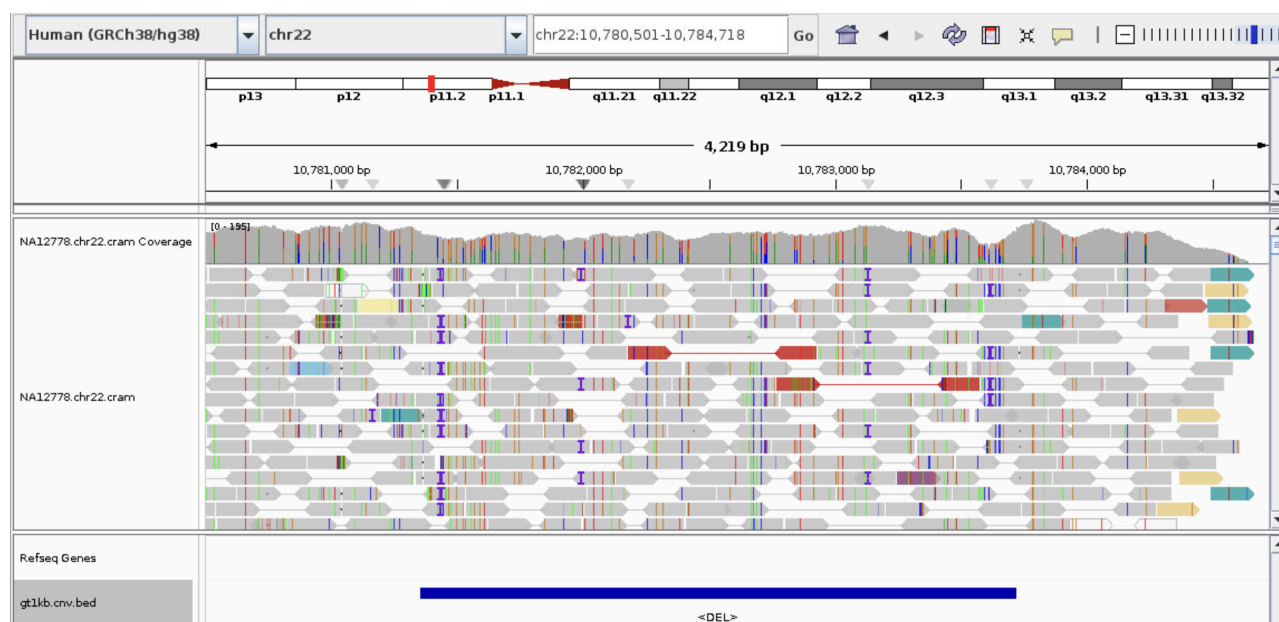 Human (GRCh38/hg38) chr22 chr22:10,780,501-10,784,718 Go
p13 p12 p11.2 p11.1 q11.21 q11.22 q12.1 q12.2 q12.3 q13.1 q13.2 q13.31 q13.32
4,219 bp
10,781,000 bp 10,782,000 bp 10,783,000 bp 10,784,000 bp
[0 - 195]
NA12778.chr22.cram Coverage
NA12778.chr22.cram
Refseq Genes
gt1kb.cnv.bed
<DEL>